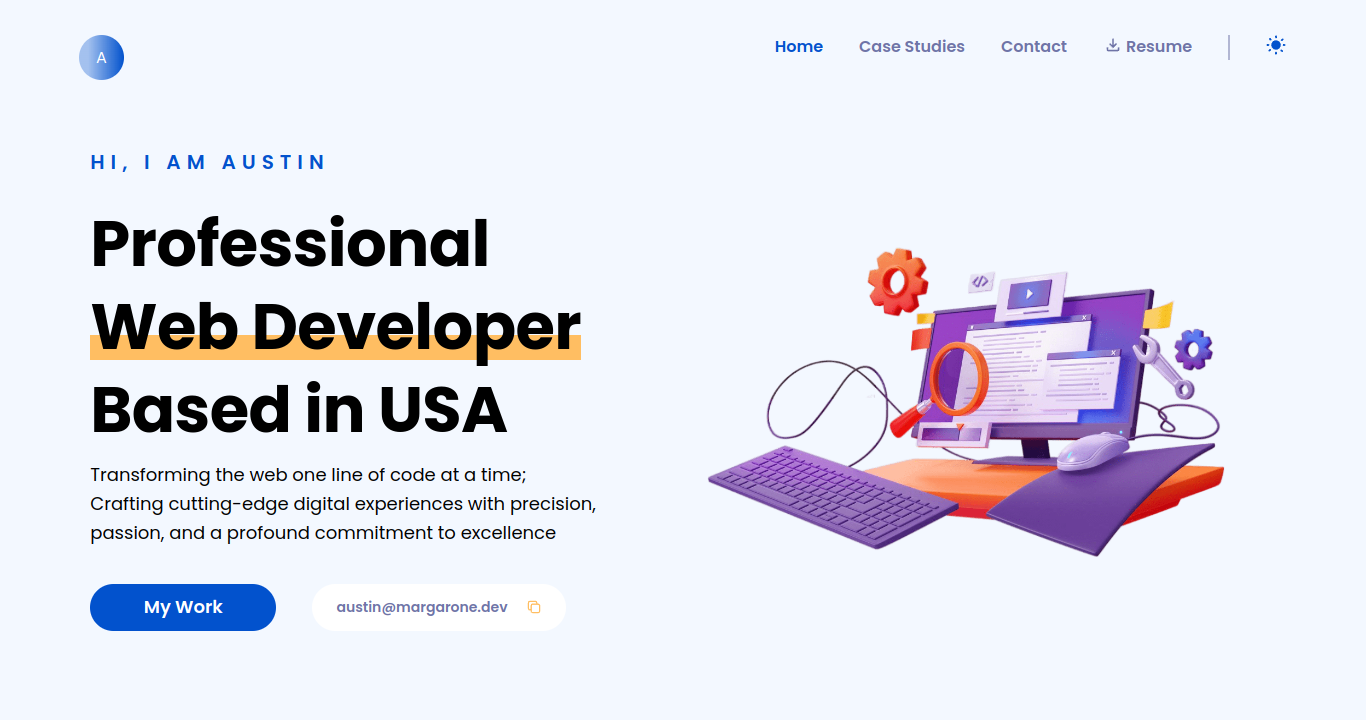 A
Home
Case Studies
Contact
Resume
HI, I AM AUSTIN
Professional
Web Developer
Based in USA
Transforming the web one line of code at a time;
Crafting cutting-edge digital experiences with precision,
passion, and a profound commitment to excellence
My Work
austin@margarone.dev